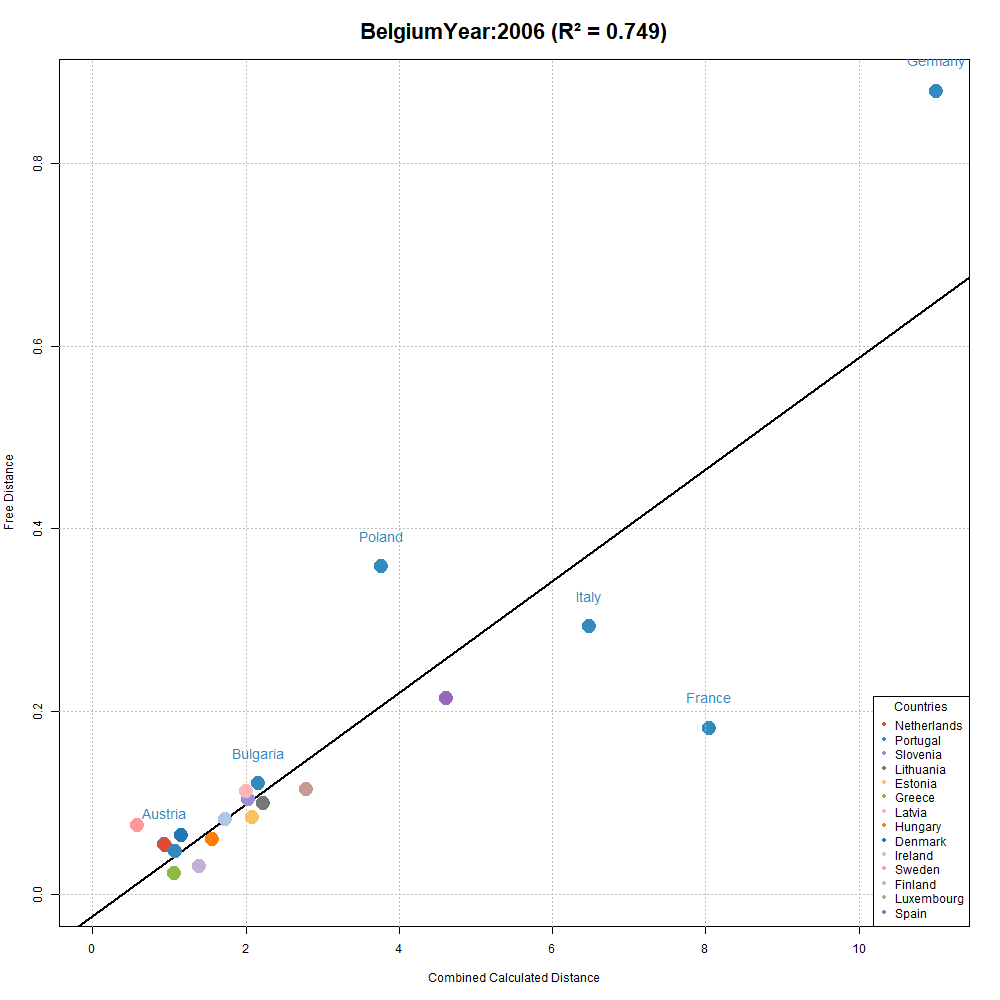 BelgiumYear:2006 (R² = 0.749)
Germany
Poland
Italy
France
Bulgaria
Austria
Free Distance
0.8
0.6
0.4
0.2
0.0
0 2 4 6 8 10
Combined Calculated Distance
Countries
Netherlands
Portugal
Slovenia
Lithuania
Estonia
Greece
Latvia
Hungary
Denmark
Ireland
Sweden
Finland
Luxembourg
Spain